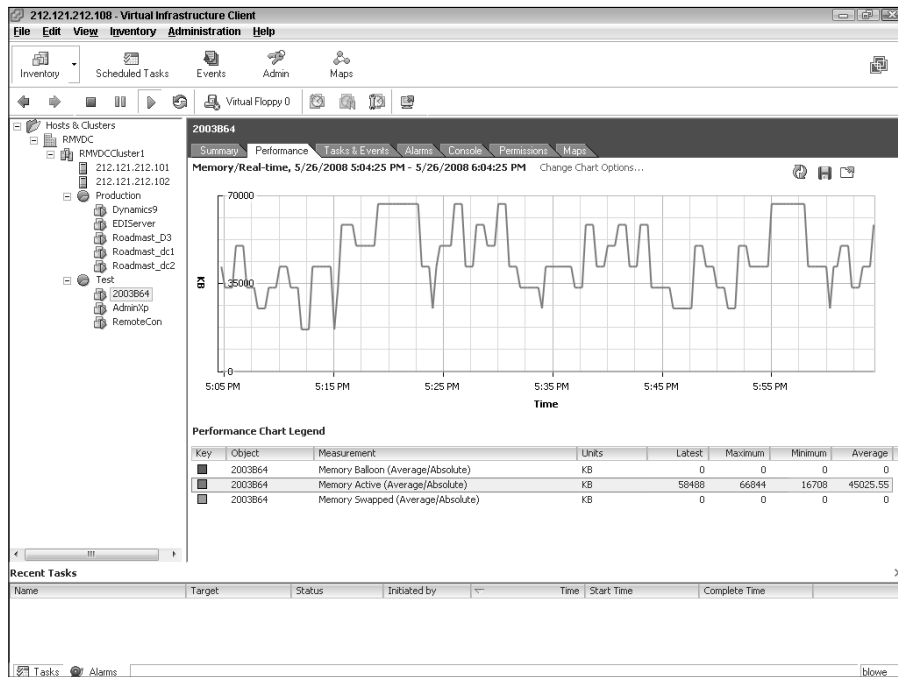 212.121.212.108 - Virtual Infrastructure Client
File Edit View Inventory Administration Help
Inventory Scheduled Tasks Events Admin Maps
Virtual Floppy 0
Hosts & Clusters
RMVDC
RMVDCCluster1
212.121.212.101
212.121.212.102
Production
Dynamics9
EDIServer
Roadmast_D3
Roadmast_dc1
Roadmast_dc2
Test
2003B64
AdminXp
RemoteCon
2003B64
Summary Performance Tasks & Events Alarms Console Permissions Maps
Memory/Real-time, 5/26/2008 5:04:25 PM - 5/26/2008 6:04:25 PM Change Chart Options...
70000
KB
35000
0
5:05 PM 5:15 PM 5:25 PM 5:35 PM 5:45 PM 5:55 PM
Time
Performance Chart Legend
Key Object Measurement Units Latest Maximum Minimum Average
2003B64 Memory Balloon (Average/Absolute) KB 0 0 0 0
2003B64 Memory Active (Average/Absolute) KB 58488 66844 16708 45025.55
2003B64 Memory Swapped (Average/Absolute) KB 0 0 0 0
Recent Tasks
Name Target Status Initiated by Time Start Time Complete Time
Tasks Alarms blowe